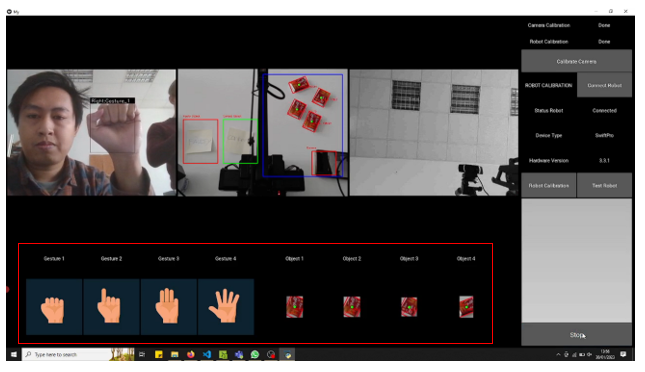 My
Camera Calibration Done
Robot Calibration Done
Calibrate Camera
ROBOT CALIBRATION Connect Robot
Status Robot Connected
Device Type SwiftPro
Hardware Version 3.3.1
Robot Calibration Test Robot
Right:Gesture_1
Gesture 1 Gesture 2 Gesture 3 Gesture 4 Object 1 Object 2 Object 3 Object 4
Stop
Type here to search
30/01/2023